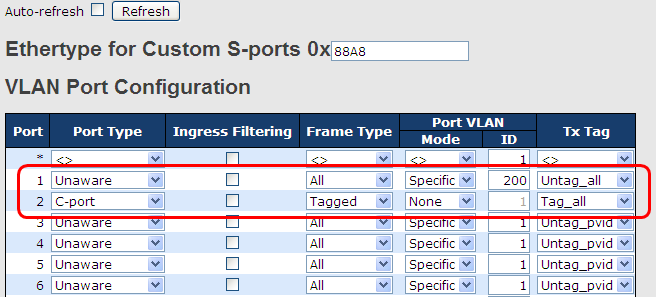 Auto-refresh Refresh
Ethertype for Custom S-ports 0x 88A8
VLAN Port Configuration
Port Port Type Ingress Filtering Frame Type Port VLAN Tx Tag
Mode ID
* <> <> <> 1 <>
1 Unaware All Specific 200 Untag_all
2 C-port Tagged None 1 Tag_all
3 Unaware All Specific 1 Untag_pvid
4 Unaware All Specific 1 Untag_pvid
5 Unaware All Specific 1 Untag_pvid
6 Unaware All Specific 1 Untag_pvid